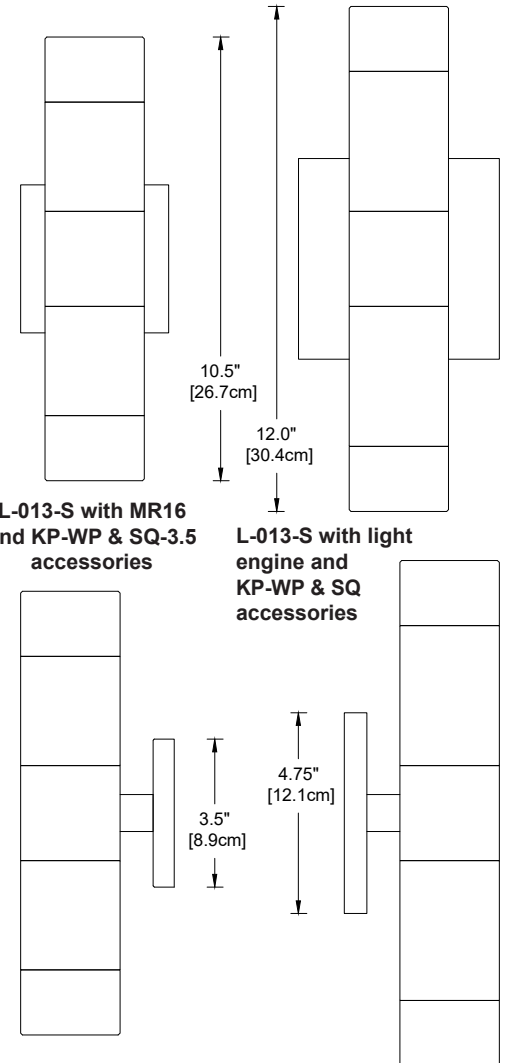 10.5"
[26.7cm]
12.0"
[30.4cm]
L-013-S with MR16
nd KP-WP & SQ-3.5
accessories
L-013-S with light
engine and
KP-WP & SQ
accessories
3.5"
[8.9cm]
4.75"
[12.1cm]